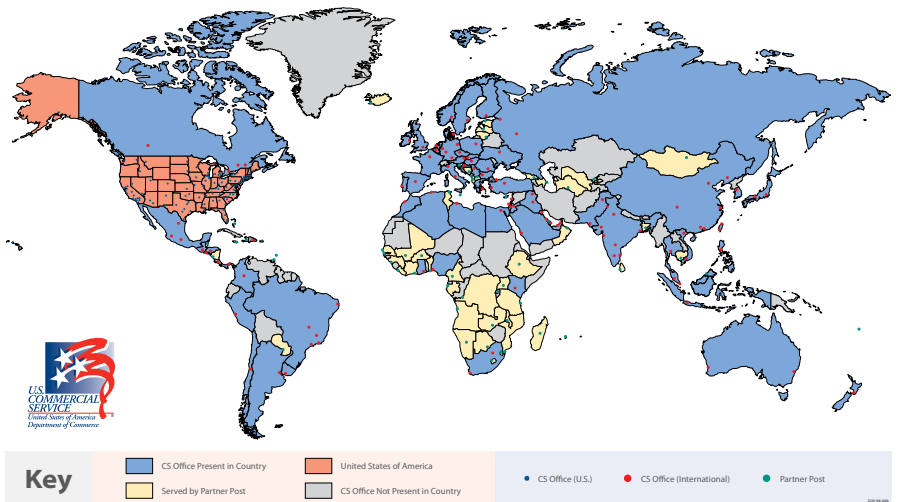 U.S.
COMMERCIAL
SERVICE
United States of America
Department of Commerce
Key
CS Office Present in Country
United States of America
Served by Partner Post
CS Office Not Present in Country
CS Office (U.S.)
CS Office (International)
Partner Post